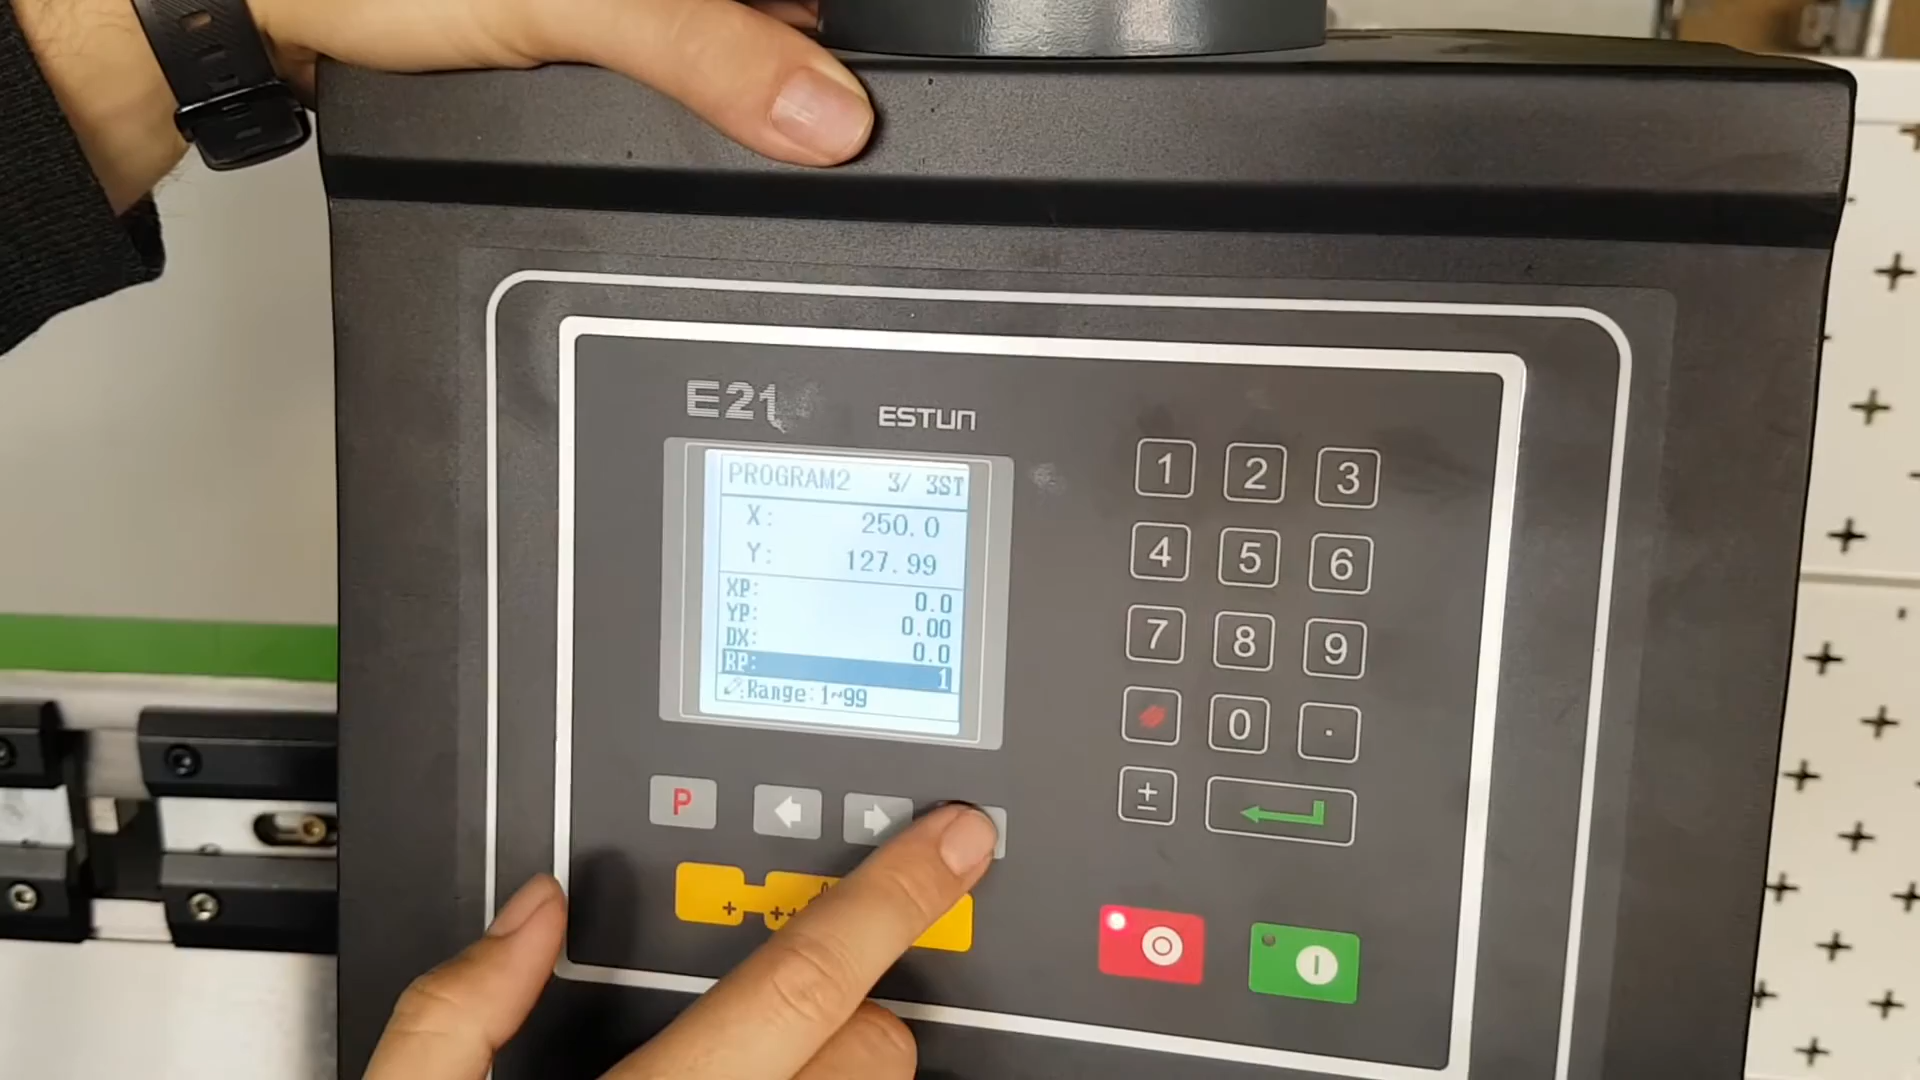 E21 ESTUN
PROGRAM2 3/ 3ST
X: 250.0
Y: 127.99
XP: 0.0
YP: 0.00
DX: 0.0
RP: 1
:Range:1~99
1 2 3
4 5 6
7 8 9
0 .
±
P
+ ++